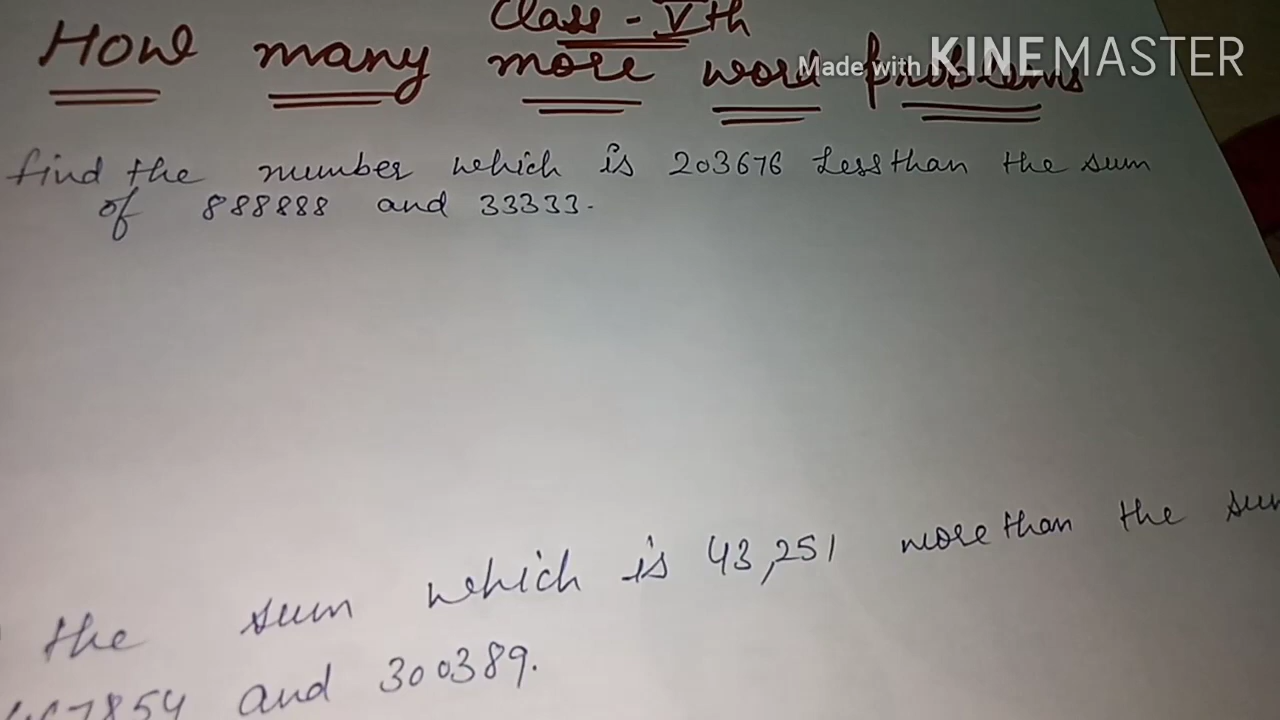 Class - Vth
How many more word problems
Made with KINEMASTER
find the number which is 203676 less than the sum
of 888888 and 33333.
the sum which is 43,251 more than the sum
and 300389.